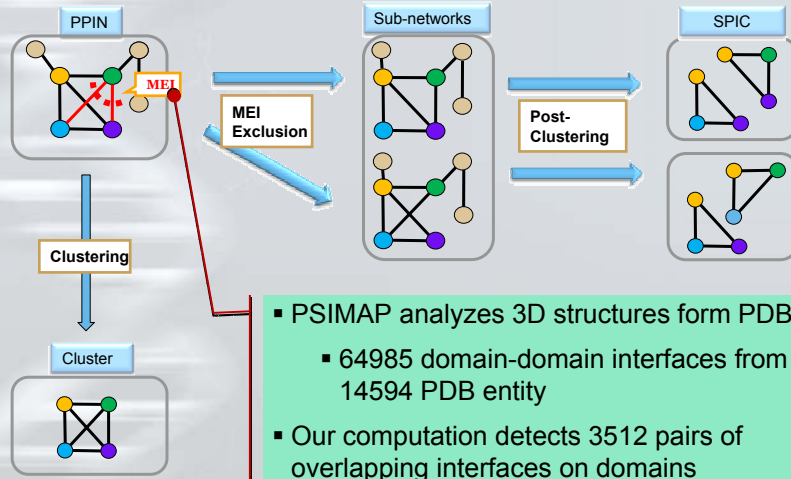 PPIN
Sub-networks
SPIC
MEI
MEI
Exclusion
Post-
Clustering
Clustering
Cluster
▪ PSIMAP analyzes 3D structures form PDB
▪ 64985 domain-domain interfaces from
14594 PDB entity
▪ Our computation detects 3512 pairs of
overlapping interfaces on domains